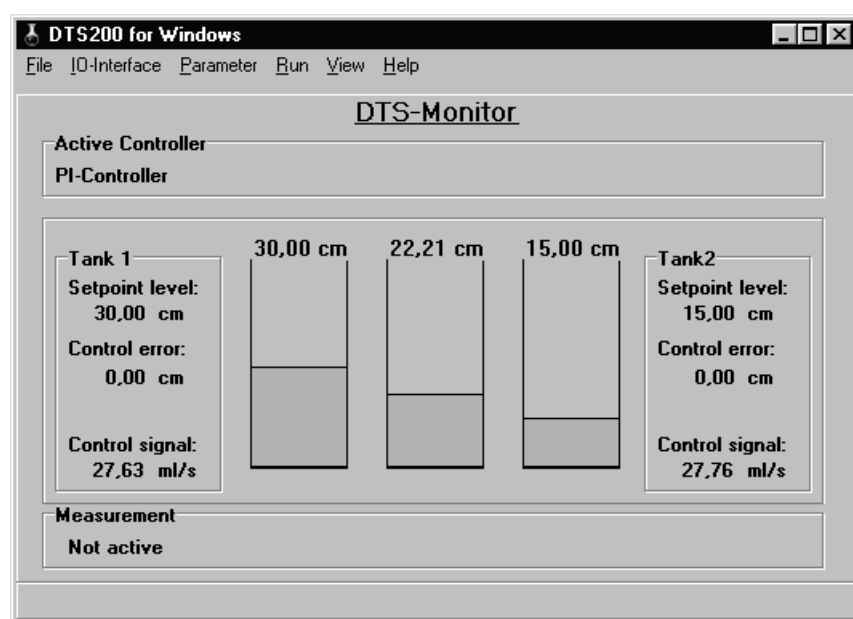 DTS200 for Windows
File IO-Interface Parameter Run View Help
DTS-Monitor
Active Controller
PI-Controller
30,00 cm 22,21 cm 15,00 cm
Tank 1
Setpoint level:
30,00 cm
Control error:
0,00 cm
Control signal:
27,63 ml/s
Tank2
Setpoint level:
15,00 cm
Control error:
0,00 cm
Control signal:
27,76 ml/s
Measurement
Not active